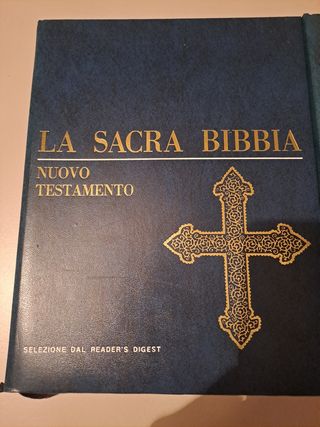 LA SACRA BIBBIA
NUOVO
TESTAMENTO
SELEZIONE DAL READER'S DIGEST